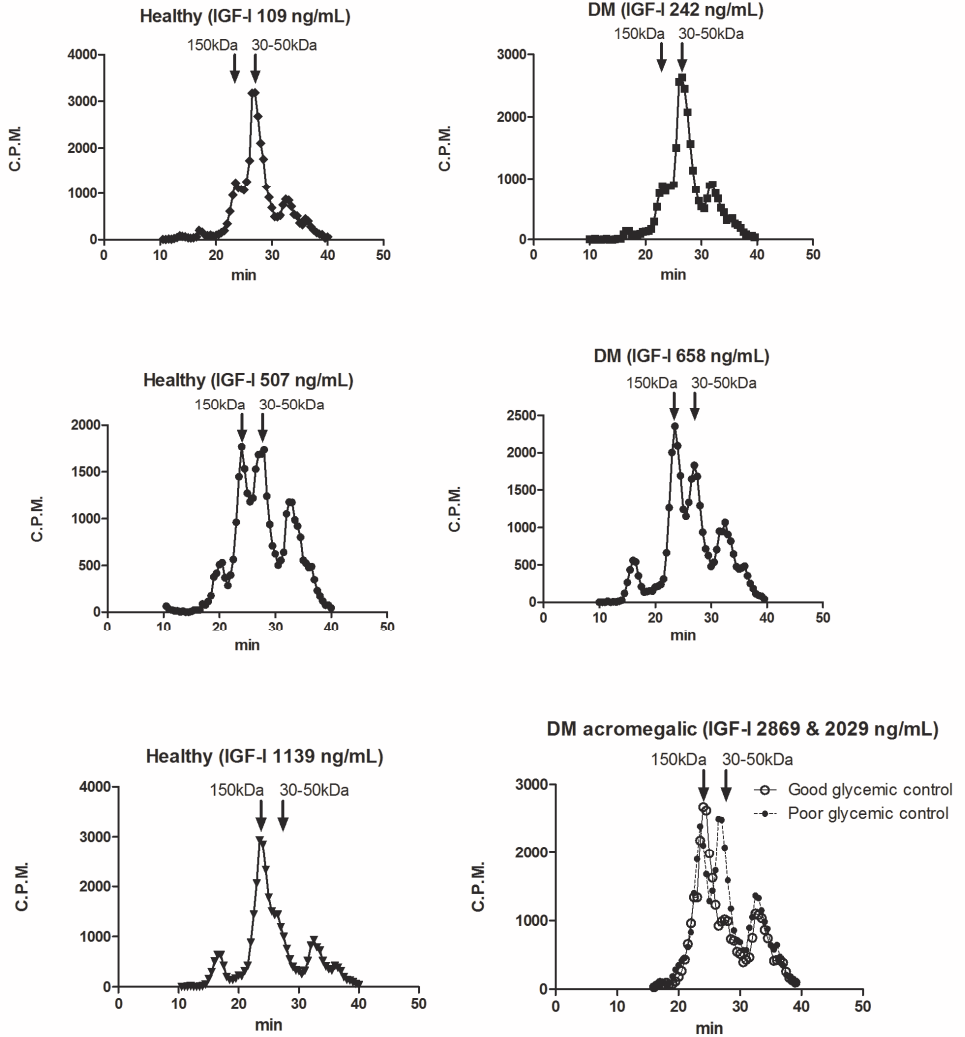 Healthy (IGF-I 109 ng/mL)
150kDa 30-50kDa
C.P.M.
4000
3000
2000
1000
0
0 10 20 30 40 50
min
DM (IGF-I 242 ng/mL)
150kDa 30-50kDa
C.P.M.
3000
2000
1000
0
0 10 20 30 40 50
min
Healthy (IGF-I 507 ng/mL)
150kDa 30-50kDa
C.P.M.
2000
1500
1000
500
0
0 10 20 30 40 50
min
DM (IGF-I 658 ng/mL)
150kDa 30-50kDa
C.P.M.
2500
2000
1500
1000
500
0
0 10 20 30 40 50
min
Healthy (IGF-I 1139 ng/mL)
150kDa 30-50kDa
C.P.M.
4000
3000
2000
1000
0
0 10 20 30 40 50
min
DM acromegalic (IGF-I 2869 & 2029 ng/mL)
150kDa 30-50kDa
Good glycemic control
Poor glycemic control
C.P.M.
3000
2000
1000
0
0 10 20 30 40 50
min